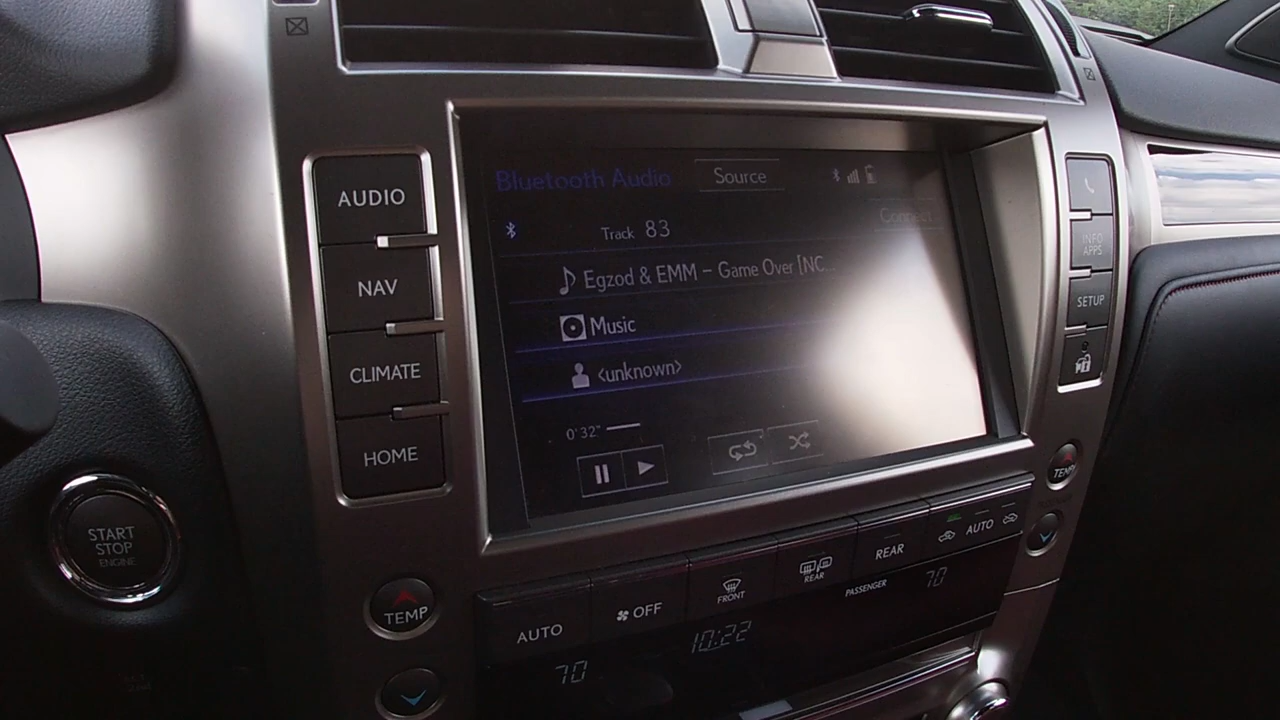 AUDIO
NAV
CLIMATE
HOME
START
STOP
ENGINE
Bluetooth Audio
Source
Connect
Track 83
Egzod & EMM – Game Over [NC...
Music
<unknown>
0'32"
INFO
APPS
SETUP
TEMP
TEMP
AUTO
OFF
FRONT
REAR
REAR
AUTO
PASSENGER
70
10:22
70